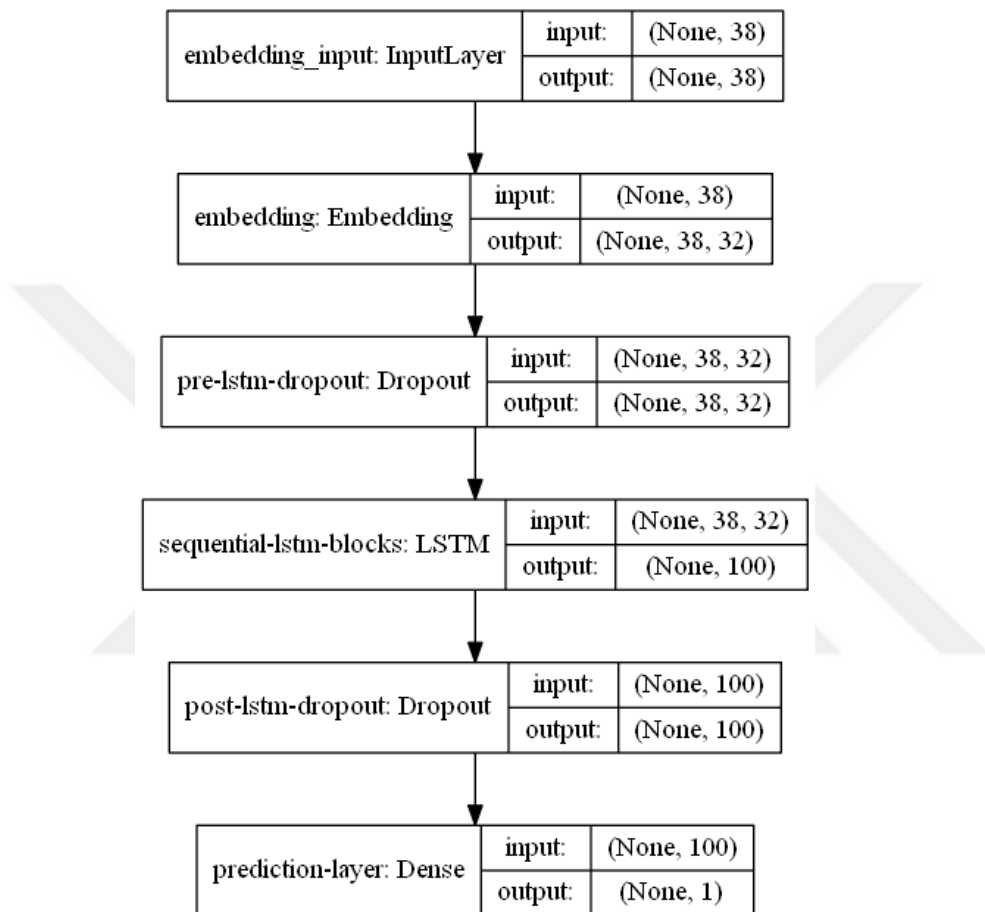 embedding_input: InputLayer
input: (None, 38)
output: (None, 38)
embedding: Embedding
input: (None, 38)
output: (None, 38, 32)
pre-lstm-dropout: Dropout
input: (None, 38, 32)
output: (None, 38, 32)
sequential-lstm-blocks: LSTM
input: (None, 38, 32)
output: (None, 100)
post-lstm-dropout: Dropout
input: (None, 100)
output: (None, 100)
prediction-layer: Dense
input: (None, 100)
output: (None, 1)